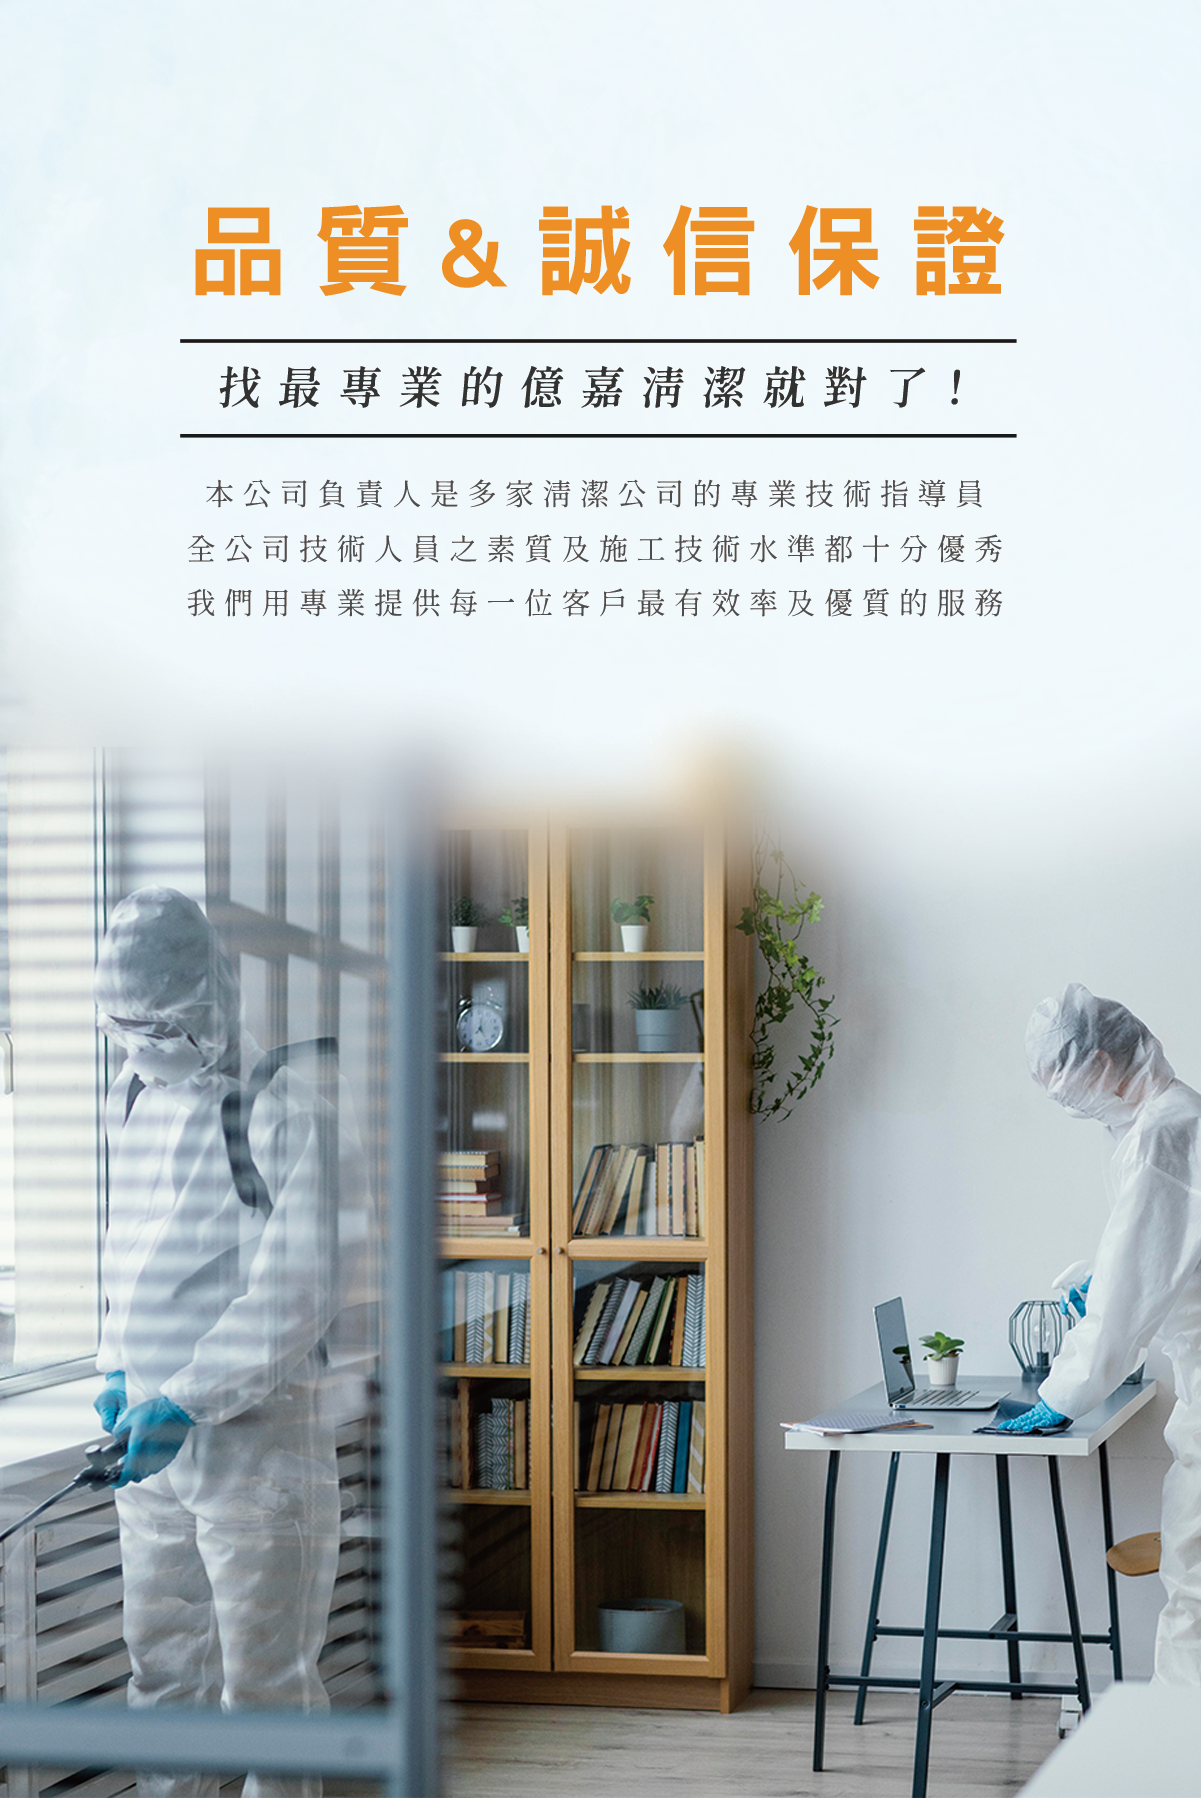 品質&誠信保證
找最專業的億嘉清潔就對了!
本公司負責人是多家清潔公司的專業技術指導員
全公司技術人員之素質及施工技術水準都十分優秀
我們用專業提供每一位客戶最有效率及優質的服務